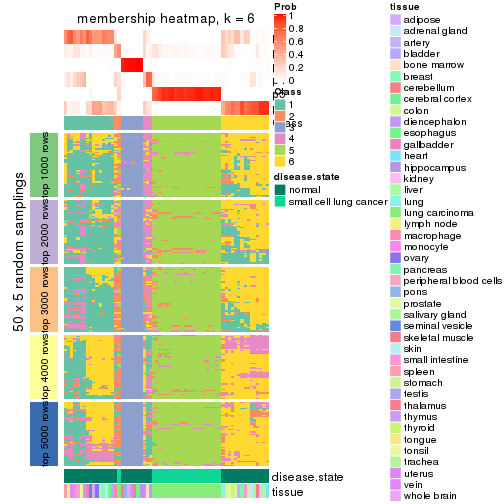 membership heatmap, k = 6
50 x 5 random samplings
top 1000 rows
top 2000 rows
top 3000 rows
top 4000 rows
top 5000 rows
disease.state
tissue
Prob
1
0.8
0.6
0.4
0.2
0
Class
1
2
3
4
5
6
disease.state
normal
small cell lung cancer
tissue
adipose
adrenal gland
artery
bladder
bone marrow
breast
cerebellum
cerebral cortex
colon
diencephalon
esophagus
gallbladder
heart
hippocampus
kidney
liver
lung
lung carcinoma
lymph node
macrophage
monocyte
ovary
pancreas
peripheral blood cells
pons
prostate
salivary gland
seminal vesicle
skeletal muscle
skin
small intestine
spleen
stomach
testis
thalamus
thymus
thyroid
tongue
tonsil
trachea
uterus
vein
whole brain